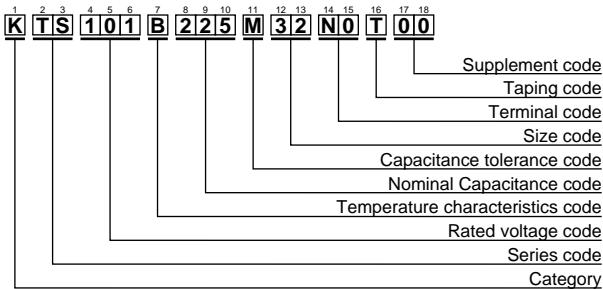 1 2 3 4 5 6 7 8 9 10 11 12 13 14 15 16 17 18
K T S 1 0 1 B 2 2 5 M 3 2 N 0 T 0 0
Supplement code
Taping code
Terminal code
Size code
Capacitance tolerance code
Nominal Capacitance code
Temperature characteristics code
Rated voltage code
Series code
Category